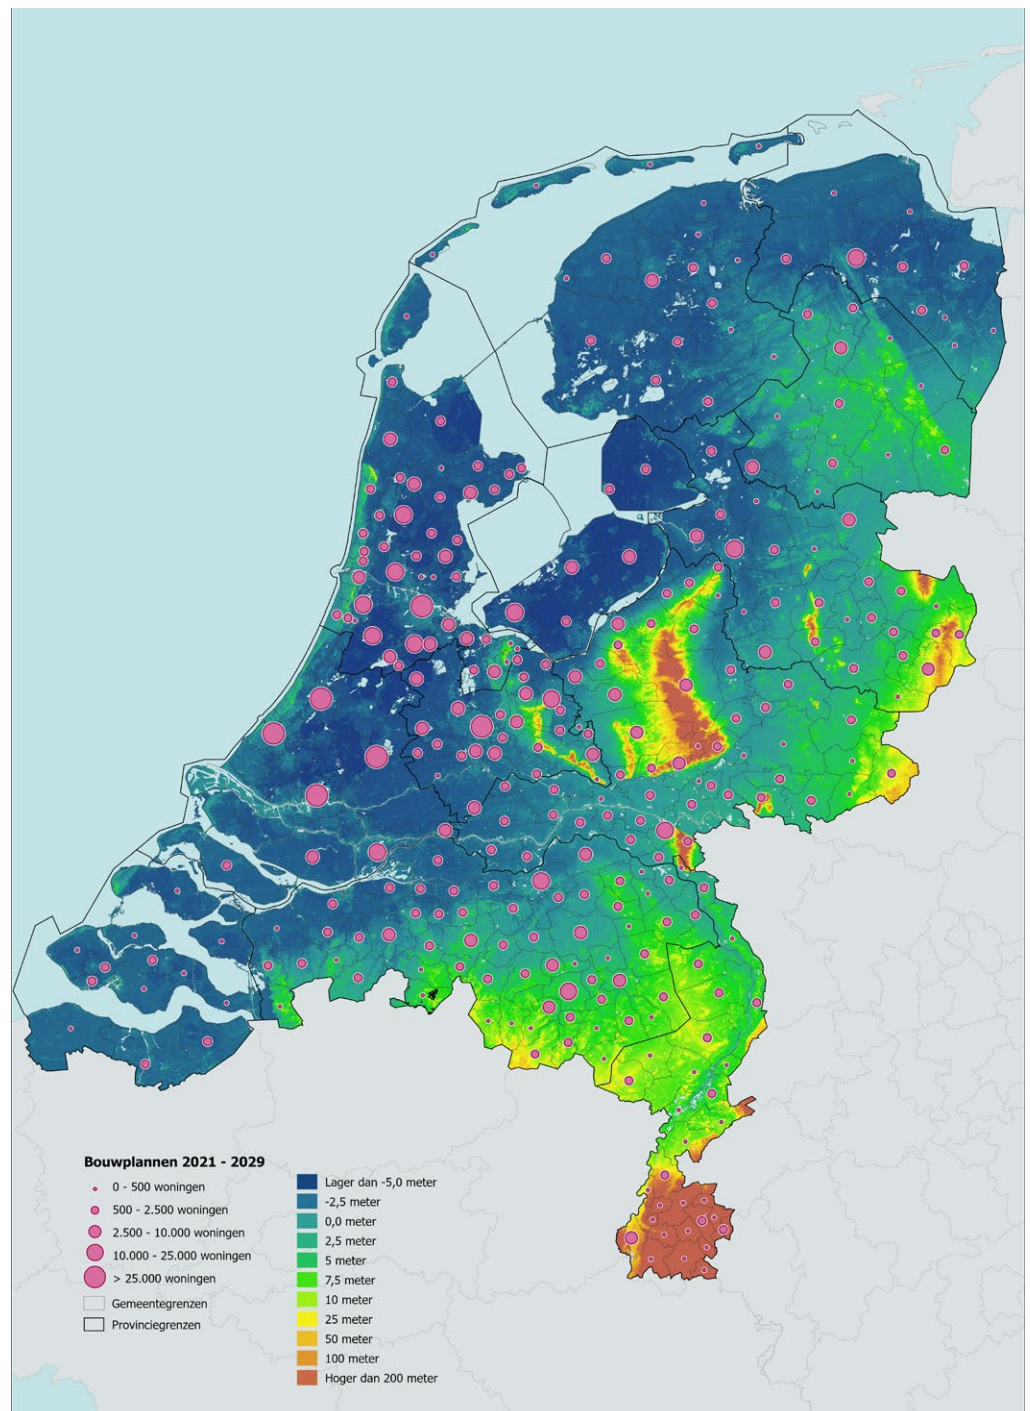 Bouwplannen 2021 - 2029
0 - 500 woningen
500 - 2.500 woningen
2.500 - 10.000 woningen
10.000 - 25.000 woningen
> 25.000 woningen
Gemeentegrenzen
Provinciegrenzen
Lager dan -5,0 meter
-2,5 meter
0,0 meter
2,5 meter
5 meter
7,5 meter
10 meter
25 meter
50 meter
100 meter
Hoger dan 200 meter